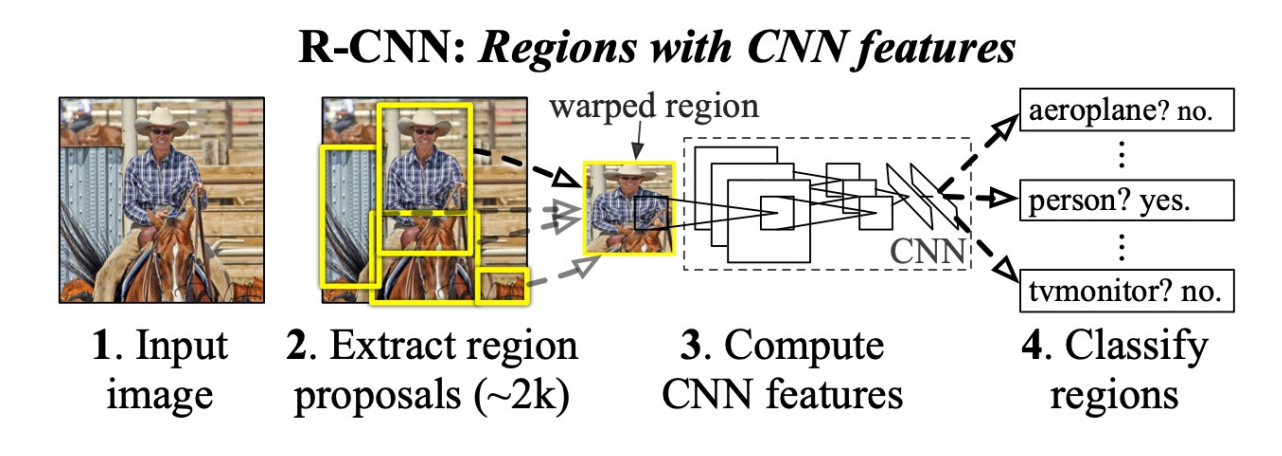 R-CNN: Regions with CNN features
warped region
aeroplane? no.
person? yes.
tvmonitor? no.
CNN
1. Input
image
2. Extract region
proposals (~2k)
3. Compute
CNN features
4. Classify
regions